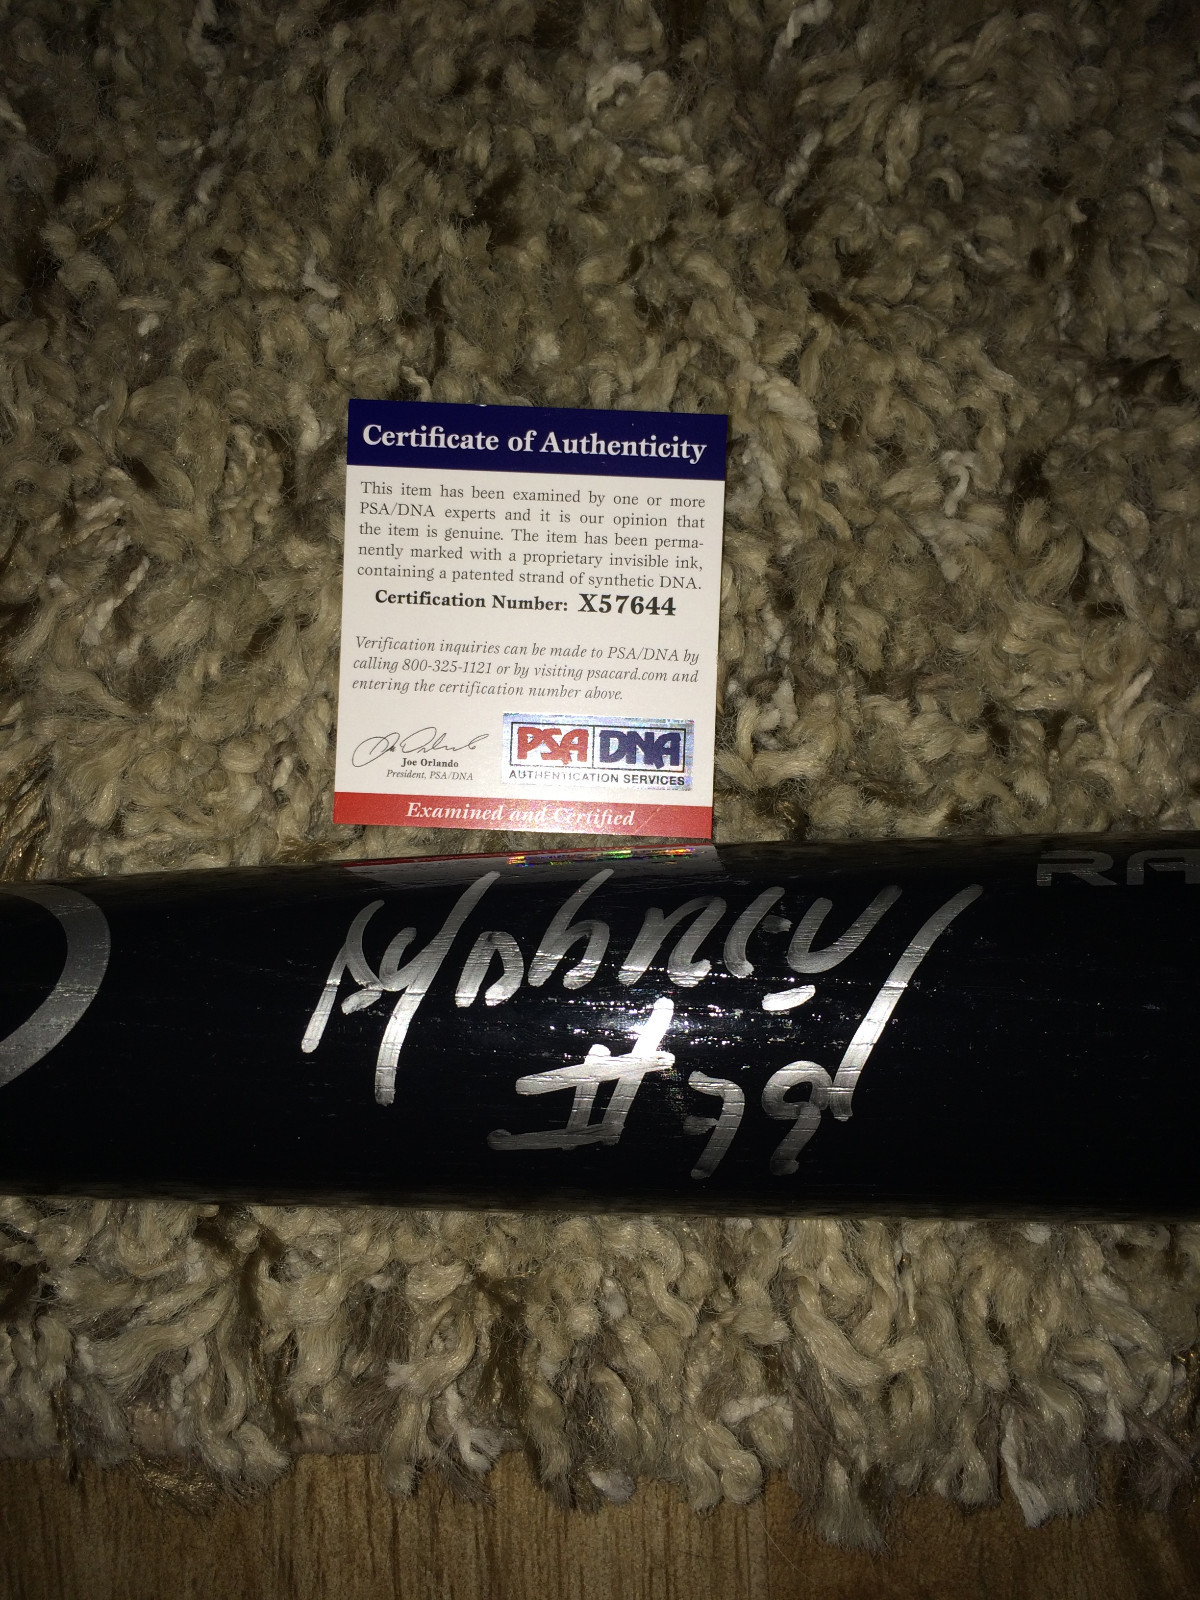 Certificate of Authenticity
This item has been examined by one or more
PSA/DNA experts and it is our opinion that
the item is genuine. The item has been perma-
nently marked with a proprietary invisible ink,
containing a patented strand of synthetic DNA.
Certification Number: X57644
Verification inquiries can be made to PSA/DNA by
calling 800-325-1121 or by visiting psacard.com and
entering the certification number above.
Joe Orlando
President, PSA/DNA
PSA DNA
AUTHENTICATION SERVICES
Examined and Certified
RA
#79